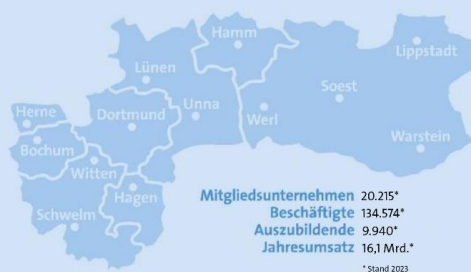 Hamm
Lippstadt
Lünen
Soest
Herne
Dortmund
Unna
Werl
Bochum
Warstein
Witten
Hagen
Schwelm
Mitgliedsunternehmen 20.215*
Beschäftigte 134.574*
Auszubildende 9.940*
Jahresumsatz 16,1 Mrd.*
* Stand 2023